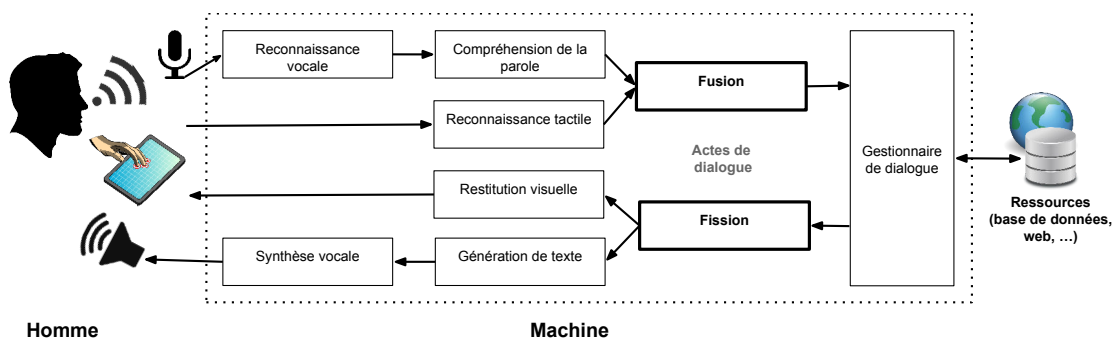 Reconnaissance
vocale
Compréhension de la
parole
Fusion
Reconnaissance tactile
Actes de
dialogue
Gestionnaire
de dialogue
Restitution visuelle
Fission
Synthèse vocale
Génération de texte
Ressources
(base de données,
web, …)
Homme
Machine